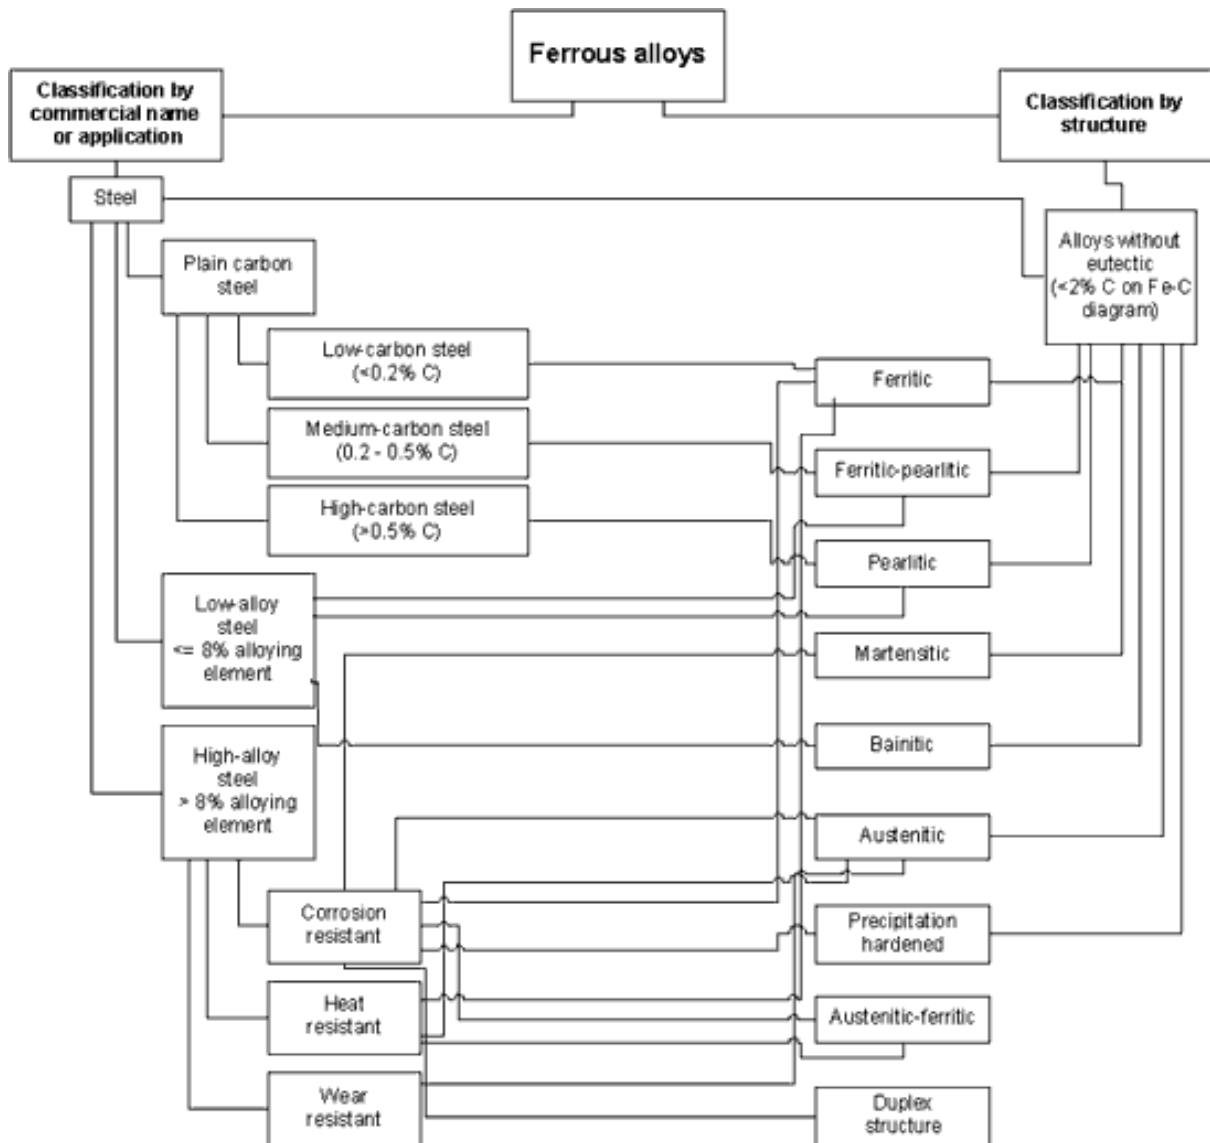 Ferrous alloys
Classification by
commercial name
or application
Classification by
structure
Steel
Alloys without
eutectic
(<2% C on Fe-C
diagram)
Plain carbon
steel
Low-carbon steel
(<0.2% C)
Ferritic
Medium-carbon steel
(0.2 - 0.5% C)
Ferritic-pearlitic
High-carbon steel
(>0.5% C)
Pearlitic
Low-alloy
steel
<= 8% alloying
element
Martensitic
High-alloy
steel
> 8% alloying
element
Bainitic
Austenitic
Corrosion
resistant
Precipitation
hardened
Heat
resistant
Austenitic-ferritic
Wear
resistant
Duplex
structure